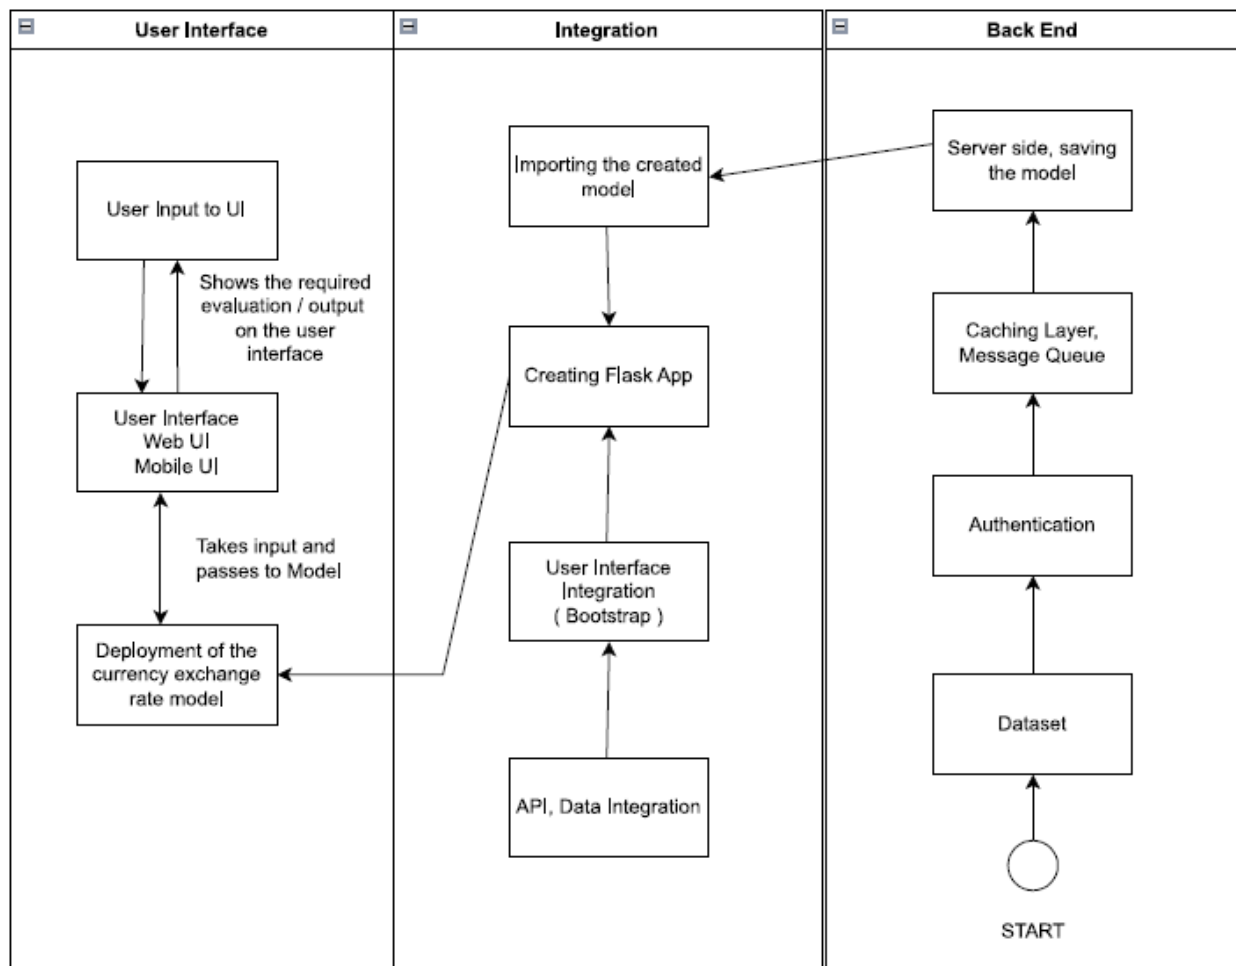 User Interface
Integration
Back End
User Input to UI
Shows the required
evaluation / output
on the user
interface
User Interface
Web UI
Mobile UI
Takes input and
passes to Model
Deployment of the
currency exchange
rate model
Importing the created
model
Creating Flask App
User Interface
Integration
( Bootstrap )
API, Data Integration
Server side, saving
the model
Caching Layer,
Message Queue
Authentication
Dataset
START